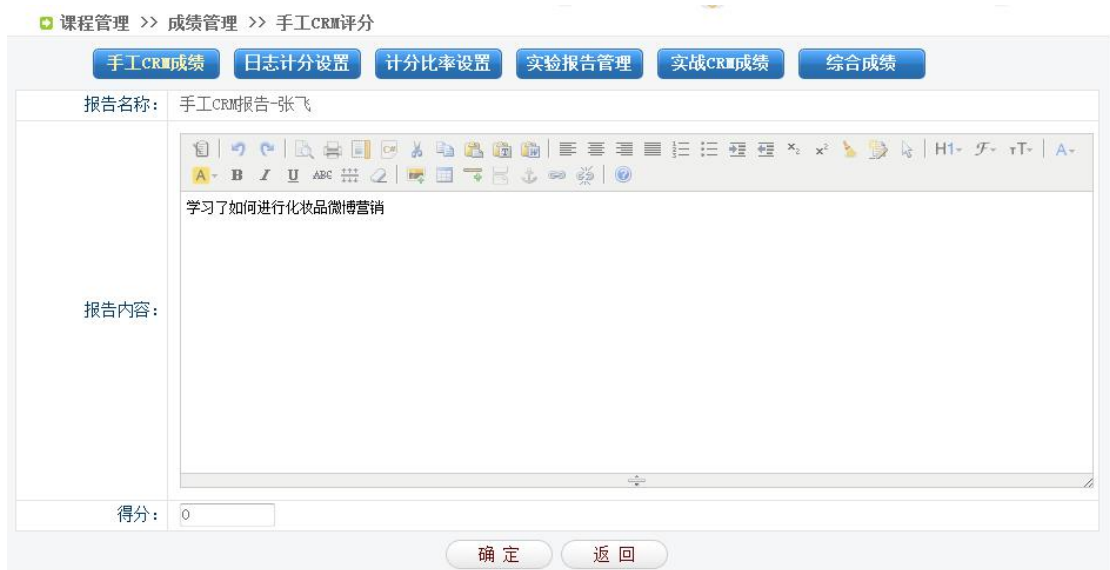 课程管理 >> 成绩管理 >> 手工CRM评分
手工CRM成绩 日志计分设置 计分比率设置 实验报告管理 实战CRM成绩 综合成绩
报告名称： 手工CRM报告-张飞
H1 F TT A
A B I U ABC
学习了如何进行化妆品微博营销
报告内容：
得分： 0
确 定 返 回